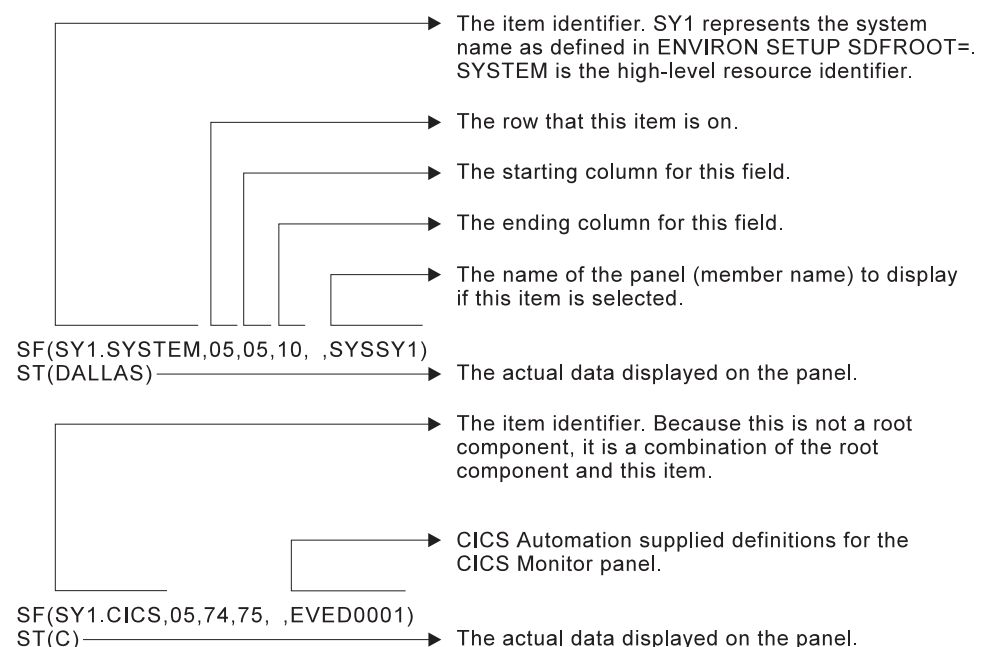 The item identifier. SY1 represents the system
name as defined in ENVIRON SETUP SDFROOT=.
SYSTEM is the high-level resource identifier.
The row that this item is on.
The starting column for this field.
The ending column for this field.
The name of the panel (member name) to display
if this item is selected.
SF(SY1.SYSTEM,05,05,10, ,SYSSY1)
ST(DALLAS)
The actual data displayed on the panel.
The item identifier. Because this is not a root
component, it is a combination of the root
component and this item.
CICS Automation supplied definitions for the
CICS Monitor panel.
SF(SY1.CICS,05,74,75, ,EVED0001)
ST(C)
The actual data displayed on the panel.